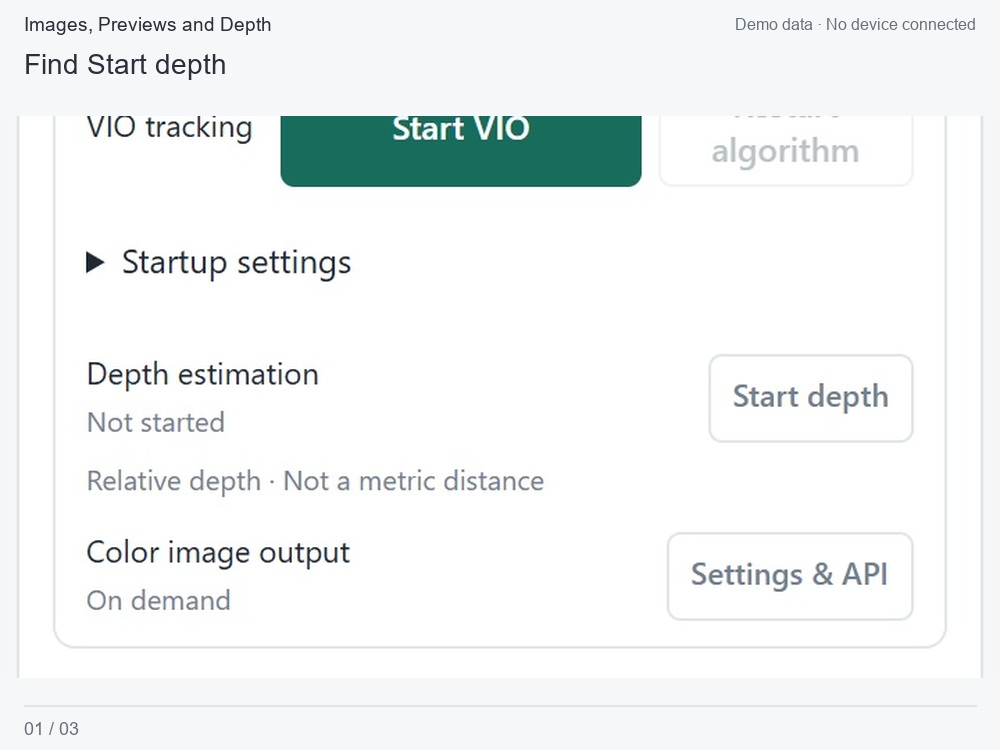 Images, Previews and Depth
Demo data · No device connected
Find Start depth
VIO tracking
Start VIO
algorithm
▶ Startup settings
Depth estimation
Start depth
Not started
Relative depth · Not a metric distance
Color image output
Settings & API
On demand
01 / 03